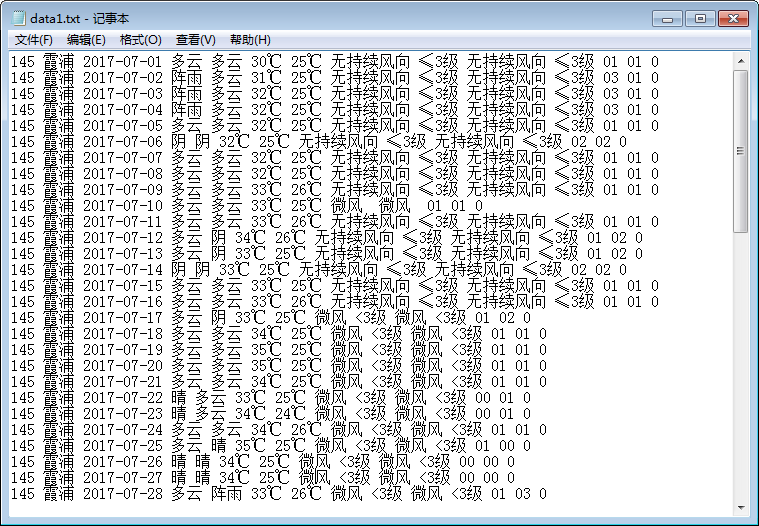 data1.txt - 记事本
文件(F) 编辑(E) 格式(O) 查看(V) 帮助(H)
145 霞浦 2017-07-01 多云 多云 30℃ 25℃ 无持续风向 ≤3级 无持续风向 ≤3级 01 01 0
145 霞浦 2017-07-02 阵雨 多云 31℃ 25℃ 无持续风向 ≤3级 无持续风向 ≤3级 03 01 0
145 霞浦 2017-07-03 阵雨 多云 32℃ 25℃ 无持续风向 ≤3级 无持续风向 ≤3级 03 01 0
145 霞浦 2017-07-04 阵雨 多云 32℃ 25℃ 无持续风向 ≤3级 无持续风向 ≤3级 03 01 0
145 霞浦 2017-07-05 多云 多云 32℃ 25℃ 无持续风向 ≤3级 无持续风向 ≤3级 01 01 0
145 霞浦 2017-07-06 阴 阴 32℃ 25℃ 无持续风向 ≤3级 无持续风向 ≤3级 02 02 0
145 霞浦 2017-07-07 多云 多云 32℃ 25℃ 无持续风向 ≤3级 无持续风向 ≤3级 01 01 0
145 霞浦 2017-07-08 多云 多云 32℃ 25℃ 无持续风向 ≤3级 无持续风向 ≤3级 01 01 0
145 霞浦 2017-07-09 多云 多云 33℃ 26℃ 无持续风向 ≤3级 无持续风向 ≤3级 01 01 0
145 霞浦 2017-07-10 多云 多云 33℃ 25℃ 微风  微风  01 01 0
145 霞浦 2017-07-11 多云 多云 33℃ 26℃ 无持续风向 ≤3级 无持续风向 ≤3级 01 01 0
145 霞浦 2017-07-12 多云 阴 34℃ 26℃ 无持续风向 ≤3级 无持续风向 ≤3级 01 02 0
145 霞浦 2017-07-13 多云 阴 33℃ 25℃ 无持续风向 ≤3级 无持续风向 ≤3级 01 02 0
145 霞浦 2017-07-14 阴 阴 33℃ 25℃ 无持续风向 ≤3级 无持续风向 ≤3级 02 02 0
145 霞浦 2017-07-15 多云 多云 33℃ 25℃ 无持续风向 ≤3级 无持续风向 ≤3级 01 01 0
145 霞浦 2017-07-16 多云 多云 33℃ 26℃ 无持续风向 ≤3级 无持续风向 ≤3级 01 01 0
145 霞浦 2017-07-17 多云 阴 33℃ 25℃ 微风 <3级 微风 <3级 01 02 0
145 霞浦 2017-07-18 多云 多云 34℃ 25℃ 微风 <3级 微风 <3级 01 01 0
145 霞浦 2017-07-19 多云 多云 35℃ 25℃ 微风 <3级 微风 <3级 01 01 0
145 霞浦 2017-07-20 多云 多云 35℃ 25℃ 微风 <3级 微风 <3级 01 01 0
145 霞浦 2017-07-21 多云 多云 34℃ 25℃ 微风 <3级 微风 <3级 01 01 0
145 霞浦 2017-07-22 晴 多云 33℃ 25℃ 微风 <3级 微风 <3级 00 01 0
145 霞浦 2017-07-23 晴 多云 34℃ 24℃ 微风 <3级 微风 <3级 00 01 0
145 霞浦 2017-07-24 多云 多云 34℃ 26℃ 微风 <3级 微风 <3级 01 01 0
145 霞浦 2017-07-25 多云 晴 35℃ 25℃ 微风 <3级 微风 <3级 01 00 0
145 霞浦 2017-07-26 晴 晴 34℃ 25℃ 微风 <3级 微风 <3级 00 00 0
145 霞浦 2017-07-27 晴 晴 34℃ 25℃ 微风 <3级 微风 <3级 00 00 0
145 霞浦 2017-07-28 多云 阵雨 33℃ 26℃ 微风 <3级 微风 <3级 01 03 0